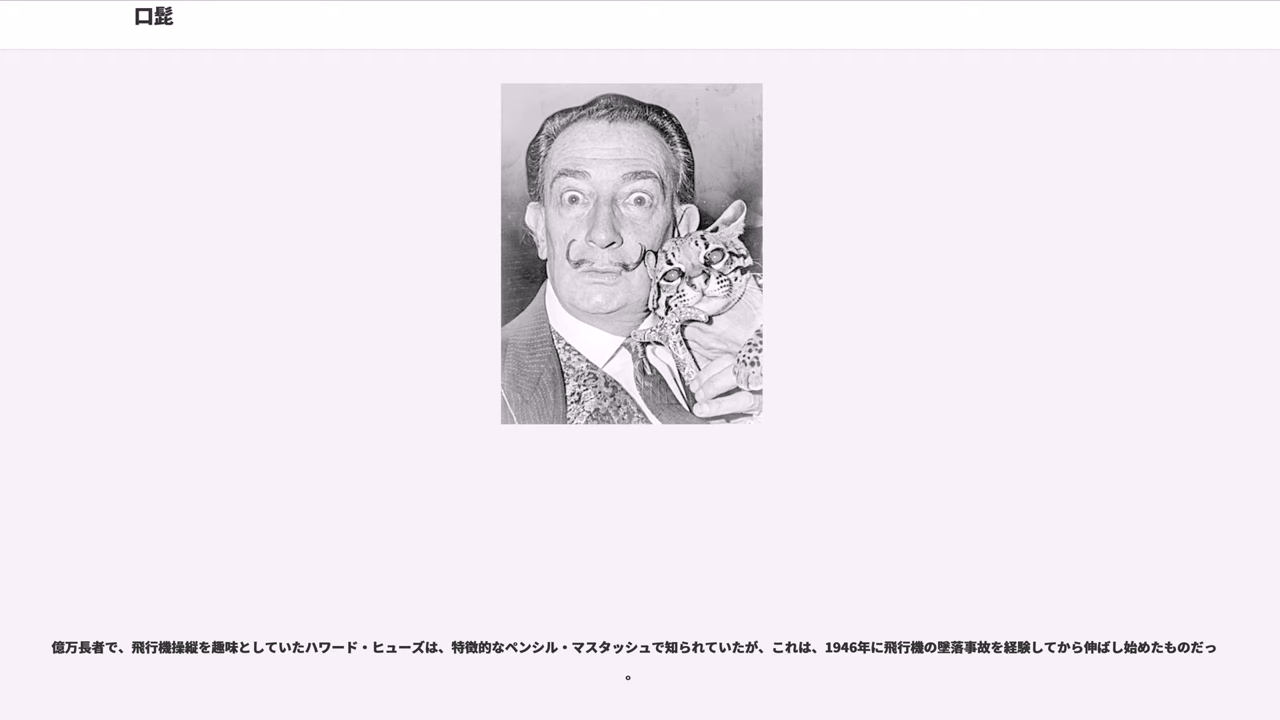 口髭
億万長者で、飛行機操縦を趣味としていたハワード・ヒューズは、特徴的なペンシル・マスタッシュで知られていたが、これは、1946年に飛行機の墜落事故を経験してから伸ばし始めたものだっ
。